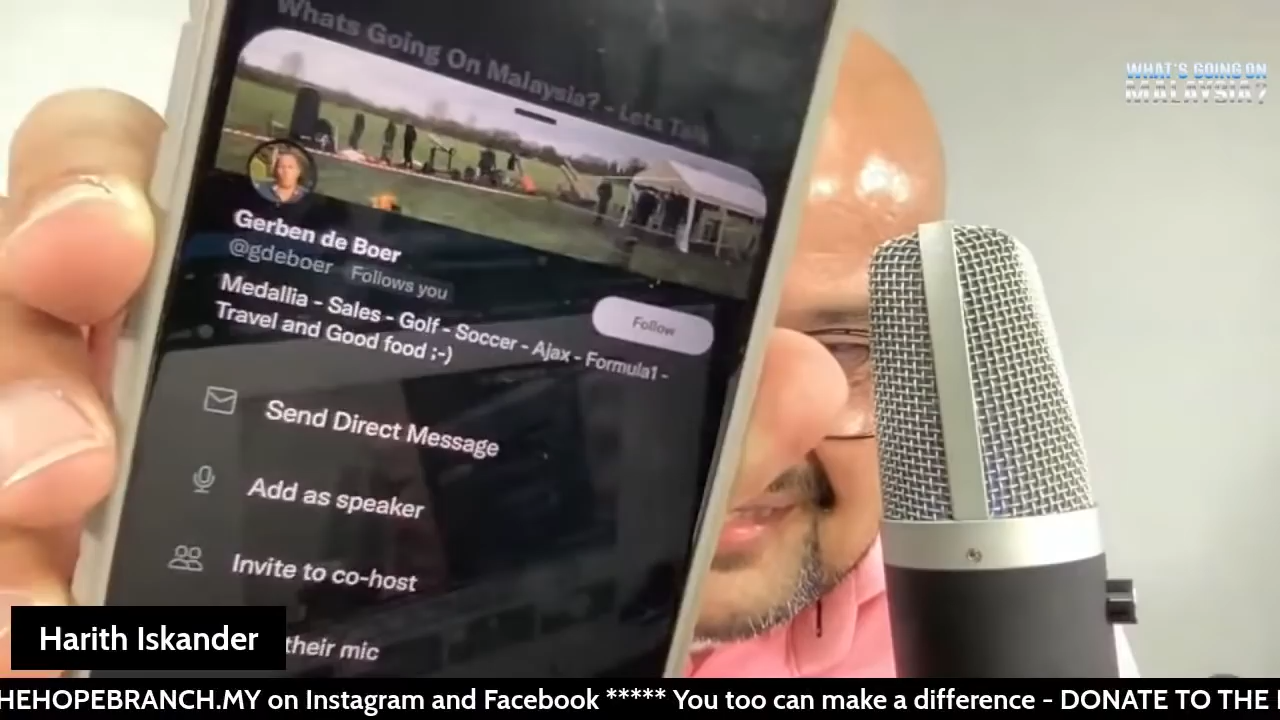 Whats Going On Malaysia? - Lets Talk
WHAT'S GOING ON
MALAYSIA?
Gerben de Boer
@gdeboer Follows you
Medallia - Sales - Golf - Soccer - Ajax - Formula1 -
Travel and Good food ;-)
Follow
Send Direct Message
Add as speaker
Invite to co-host
their mic
Harith Iskander
HEHOPEBRANCH.MY on Instagram and Facebook ***** You too can make a difference - DONATE TO THE